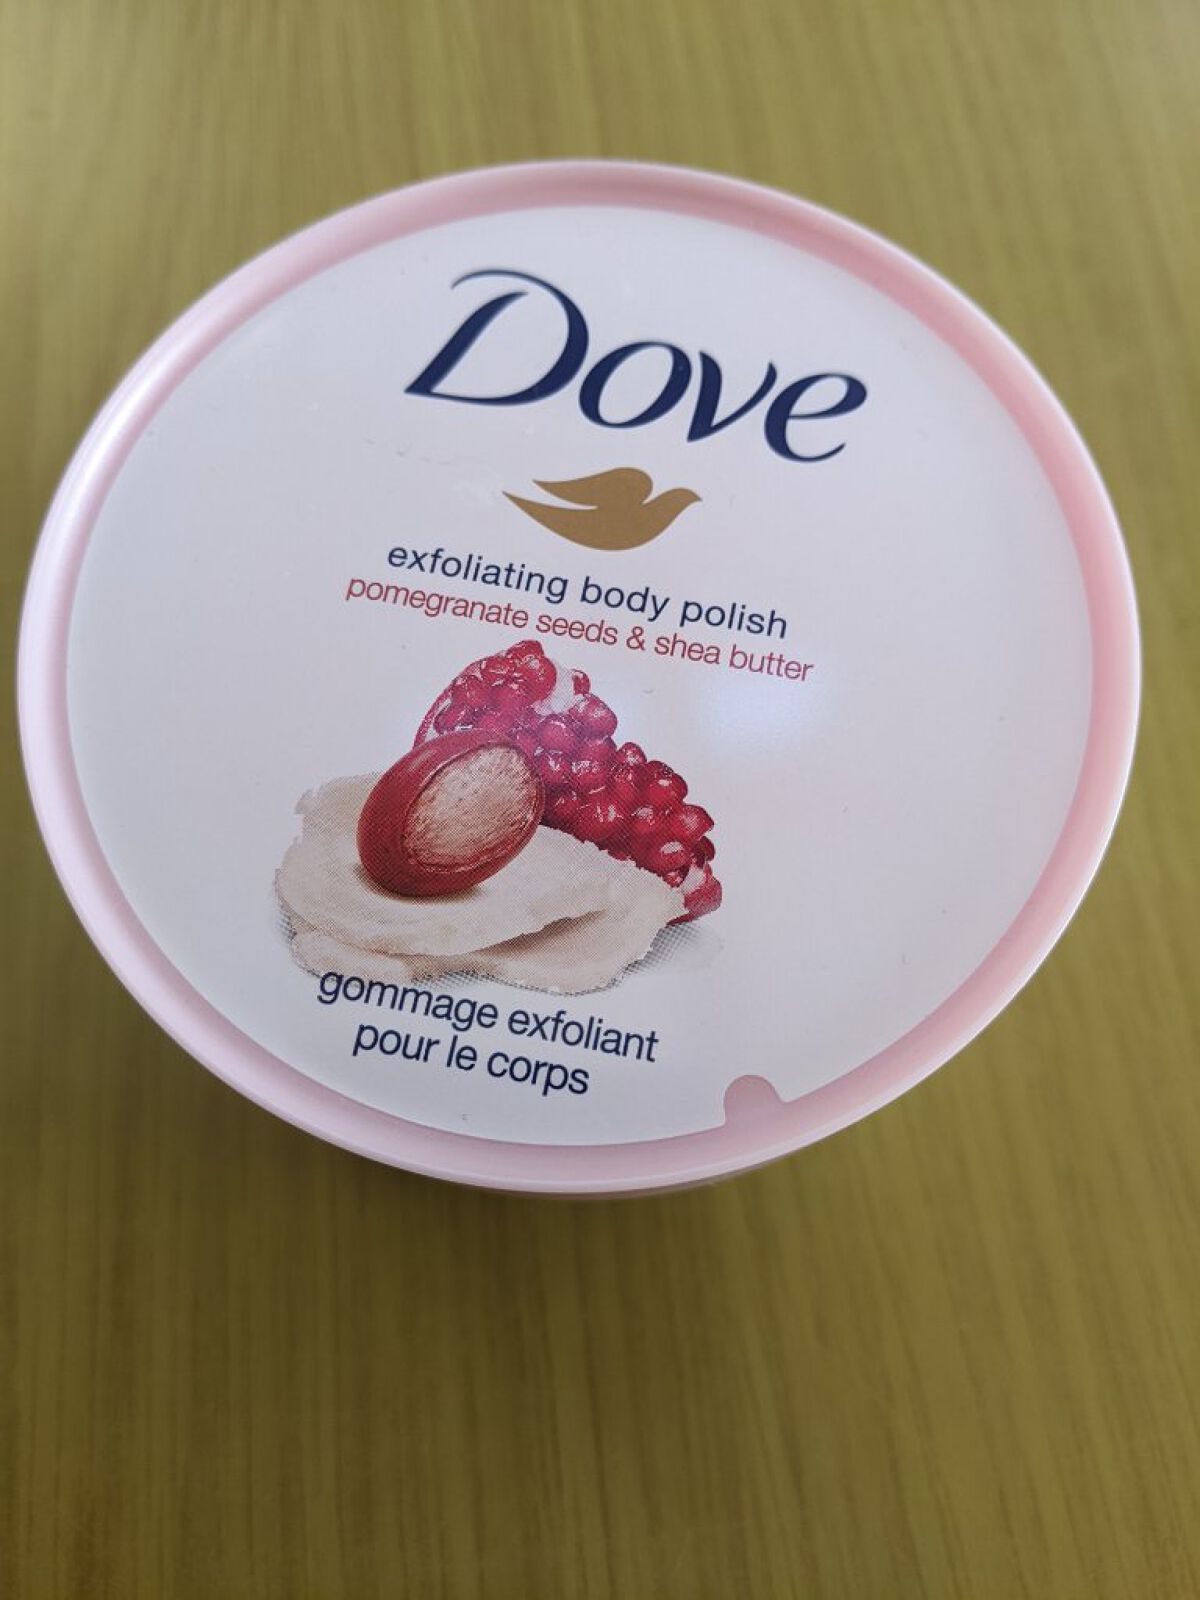 Dove
exfoliating body polish
pomegranate seeds & shea butter
gommage exfoliant
pour le corps